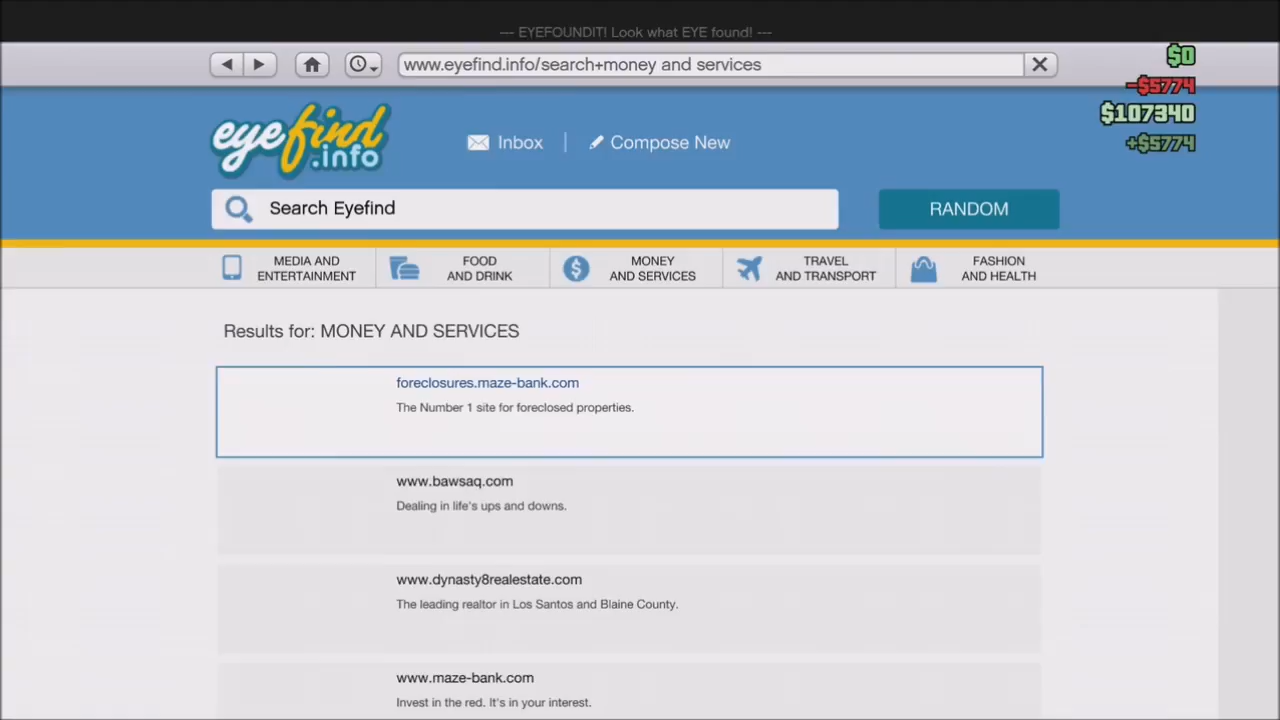 --- EYEFOUNDIT! Look what EYE found! ---
www.eyefind.info/search+money and services
$0
-$5774
$107340
+$5774
eyefind.info
Inbox
Compose New
Search Eyefind
RANDOM
MEDIA AND
ENTERTAINMENT
FOOD
AND DRINK
MONEY
AND SERVICES
TRAVEL
AND TRANSPORT
FASHION
AND HEALTH
Results for: MONEY AND SERVICES
foreclosures.maze-bank.com
The Number 1 site for foreclosed properties.
www.bawsaq.com
Dealing in life's ups and downs.
www.dynasty8realestate.com
The leading realtor in Los Santos and Blaine County.
www.maze-bank.com
Invest in the red. It's in your interest.